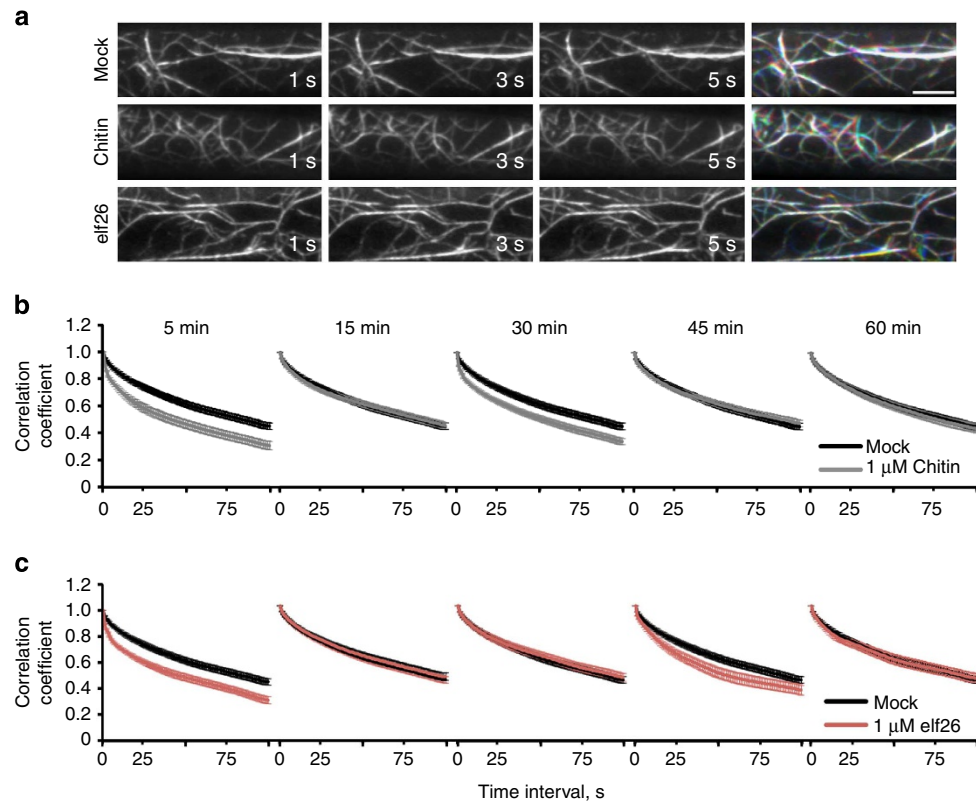 a
Mock
1 s
3 s
5 s
Chitin
1 s
3 s
5 s
elf26
1 s
3 s
5 s
b
5 min 15 min 30 min 45 min 60 min
Correlation
coefficient
1.2
1.0
0.8
0.6
0.4
0.2
0
Mock
1 μM Chitin
0 25 75 0 25 75 0 25 75 0 25 75 0 25 75
c
Correlation
coefficient
1.2
1.0
0.8
0.6
0.4
0.2
0
Mock
1 μM elf26
0 25 75 0 25 75 0 25 75 0 25 75 0 25 75
Time interval, s